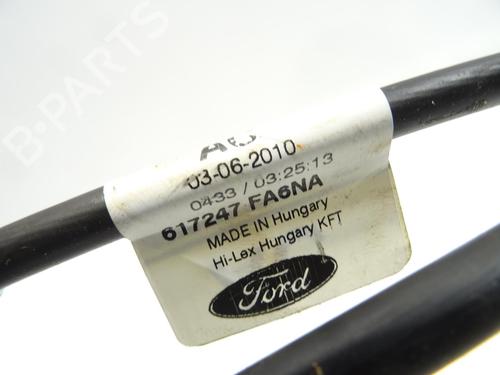 03-06-2010
0433 / 03:25:13
617247 FA6NA
MADE IN Hungary
Hi-Lex Hungary KFT
Ford
B-PARTS